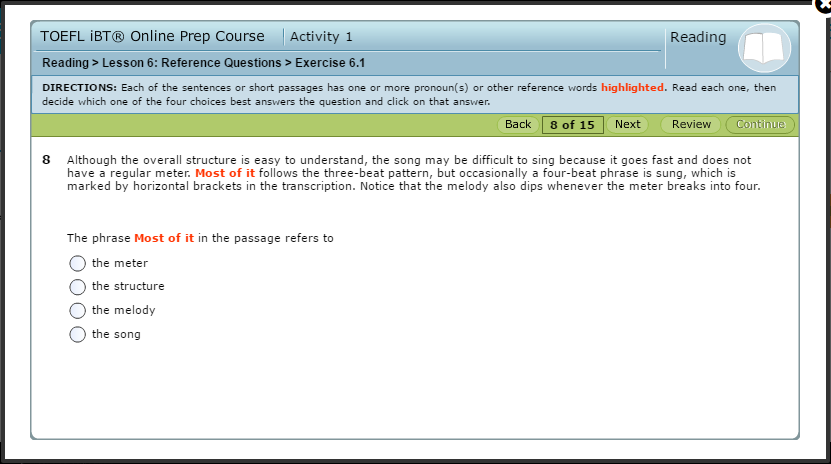 TOEFL iBT® Online Prep Course Activity 1 Reading
Reading > Lesson 6: Reference Questions > Exercise 6.1
DIRECTIONS: Each of the sentences or short passages has one or more pronoun(s) or other reference words highlighted. Read each one, then
decide which one of the four choices best answers the question and click on that answer.
Back 8 of 15 Next Review Continue
8 Although the overall structure is easy to understand, the song may be difficult to sing because it goes fast and does not
have a regular meter. Most of it follows the three-beat pattern, but occasionally a four-beat phrase is sung, which is
marked by horizontal brackets in the transcription. Notice that the melody also dips whenever the meter breaks into four.
The phrase Most of it in the passage refers to
the meter
the structure
the melody
the song